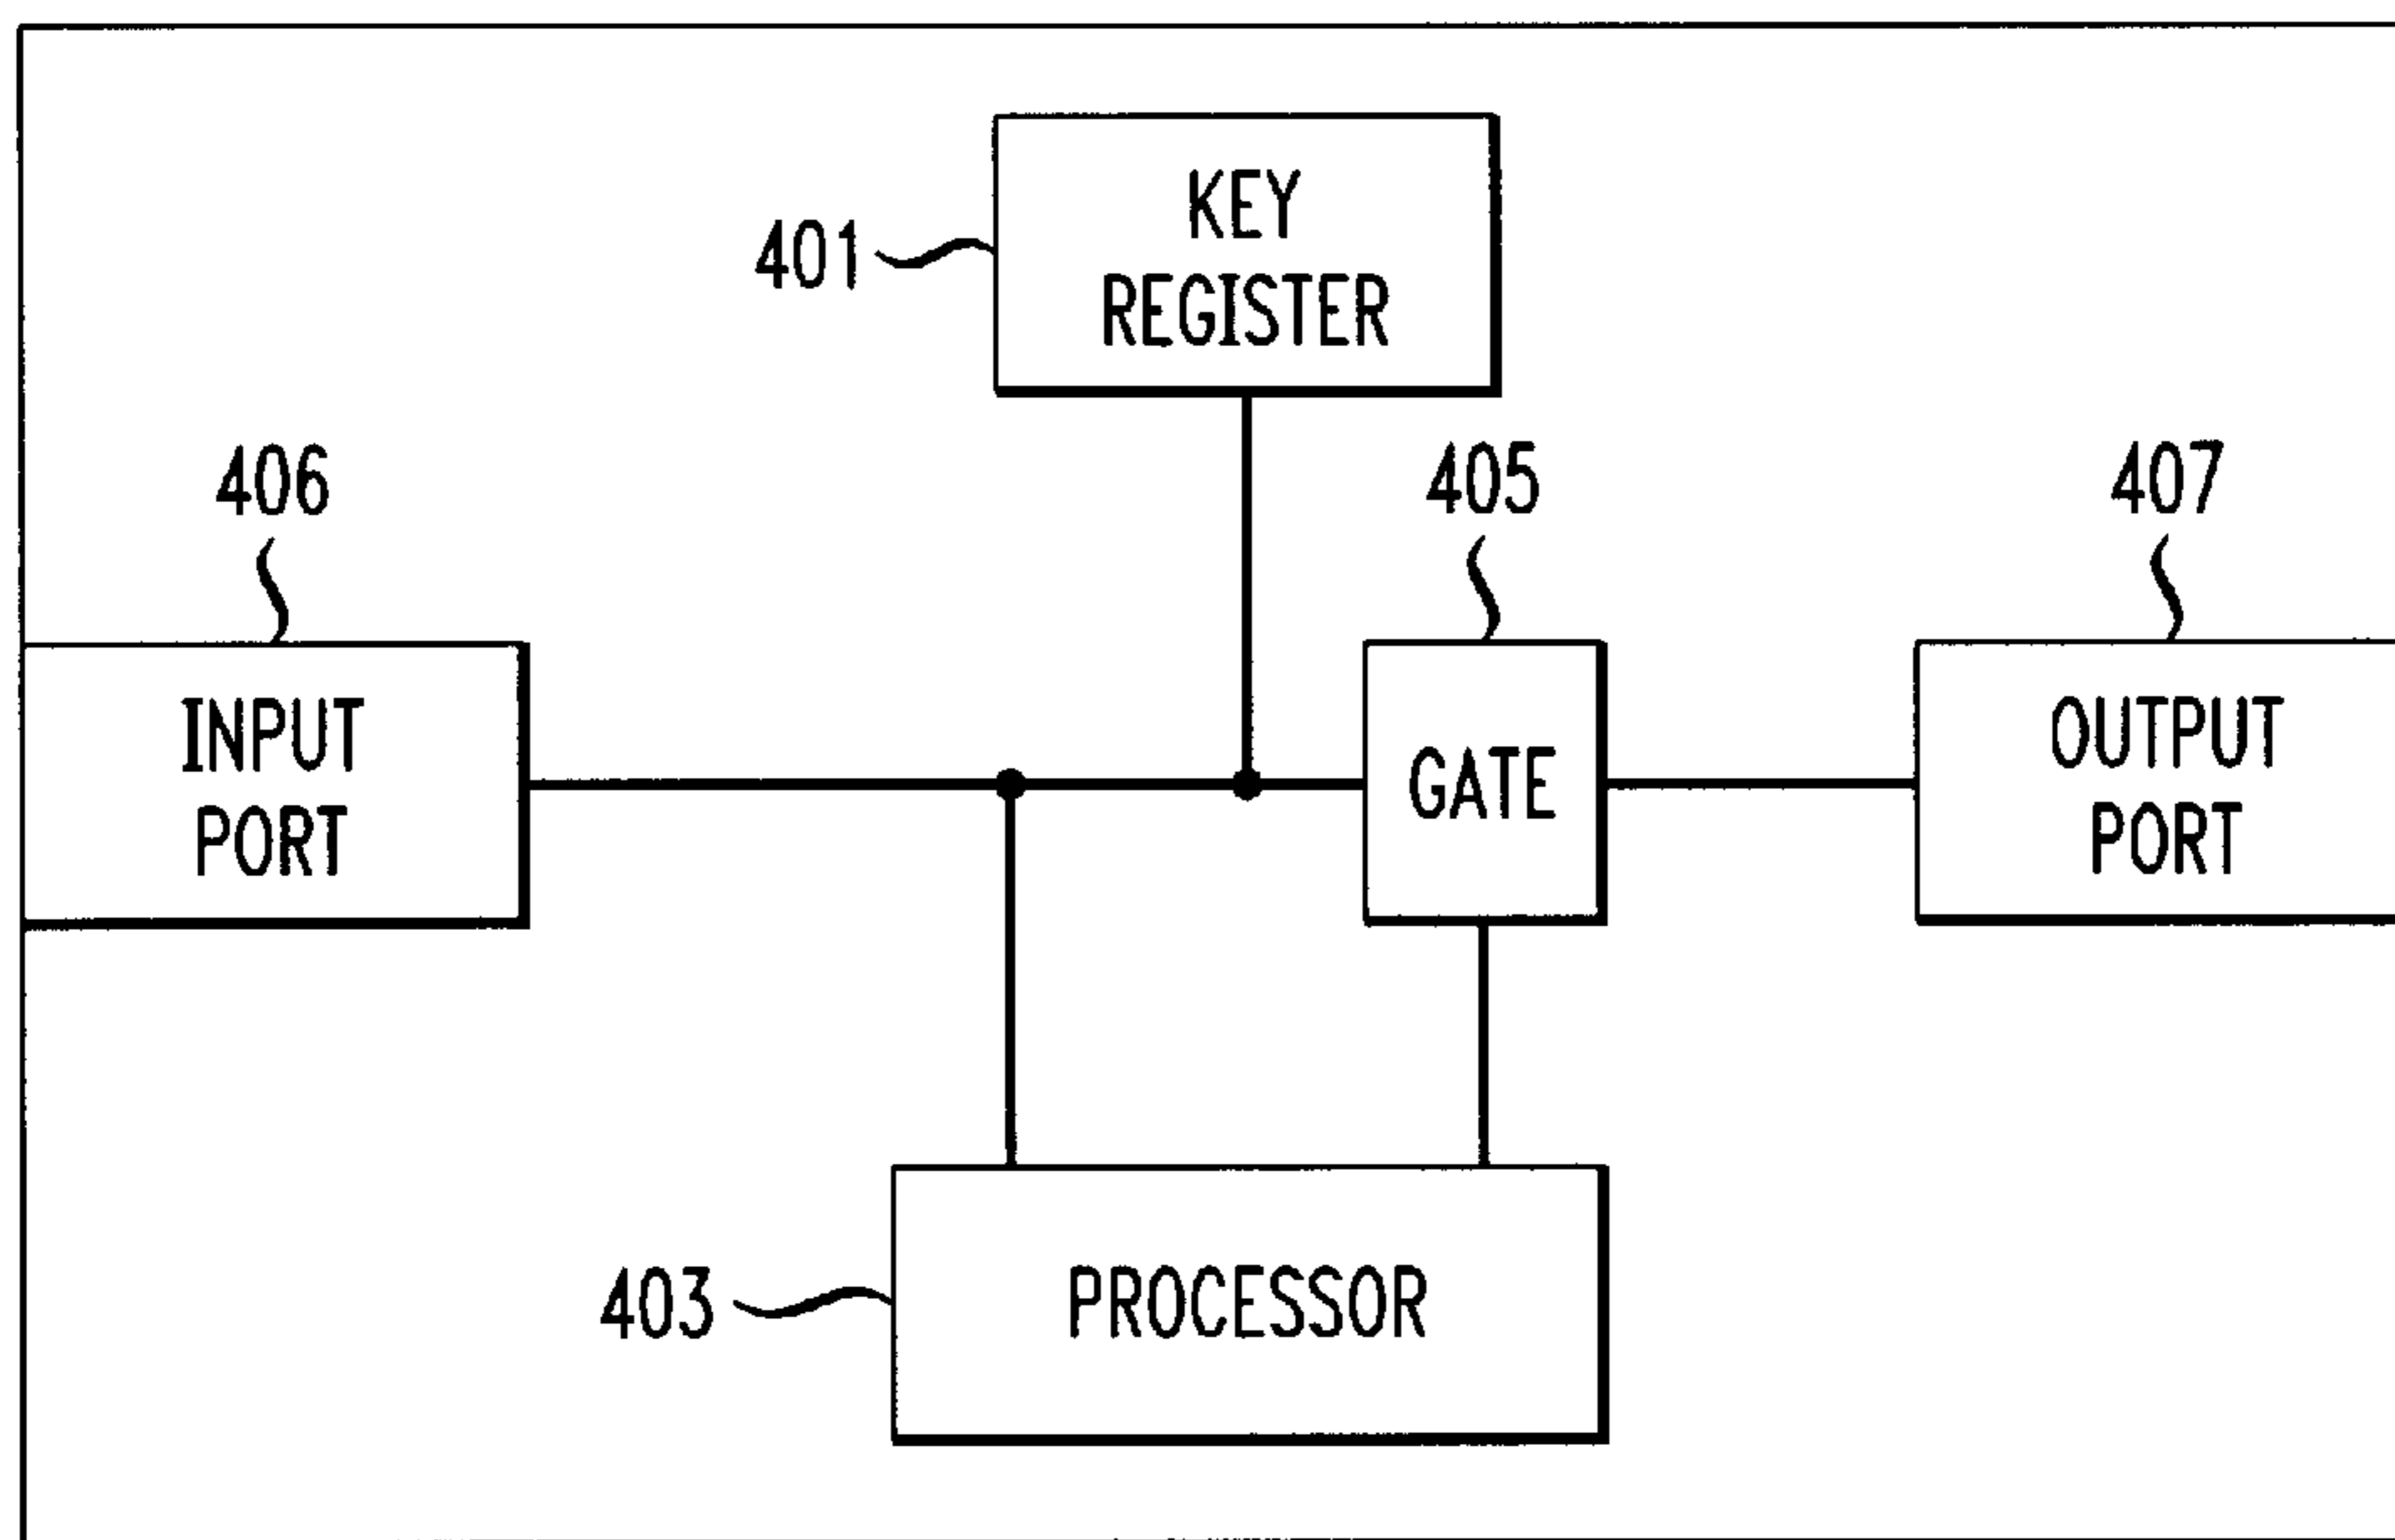 KEY
REGISTER
401
406
405
407
INPUT
PORT
GATE
OUTPUT
PORT
403
PROCESSOR